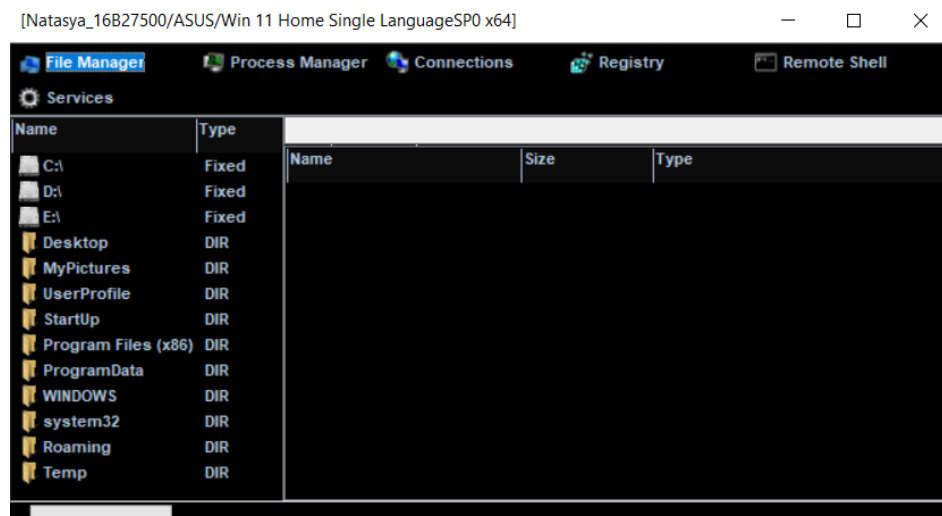 [Natasya_16B27500/ASUS/Win 11 Home Single LanguageSP0 x64]
File Manager Process Manager Connections Registry Remote Shell
Services
Name Type
Name Size Type
C:\ Fixed
D:\ Fixed
E:\ Fixed
Desktop DIR
MyPictures DIR
UserProfile DIR
StartUp DIR
Program Files (x86) DIR
ProgramData DIR
WINDOWS DIR
system32 DIR
Roaming DIR
Temp DIR